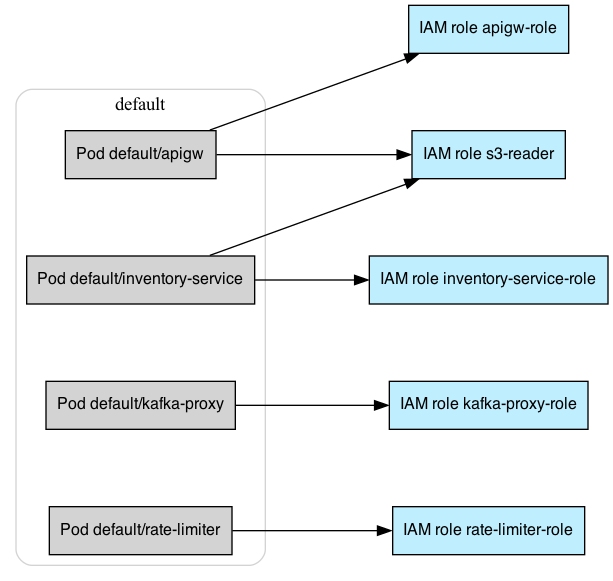 IAM role apigw-role
default
Pod default/apigw
IAM role s3-reader
Pod default/inventory-service
IAM role inventory-service-role
Pod default/kafka-proxy
IAM role kafka-proxy-role
Pod default/rate-limiter
IAM role rate-limiter-role